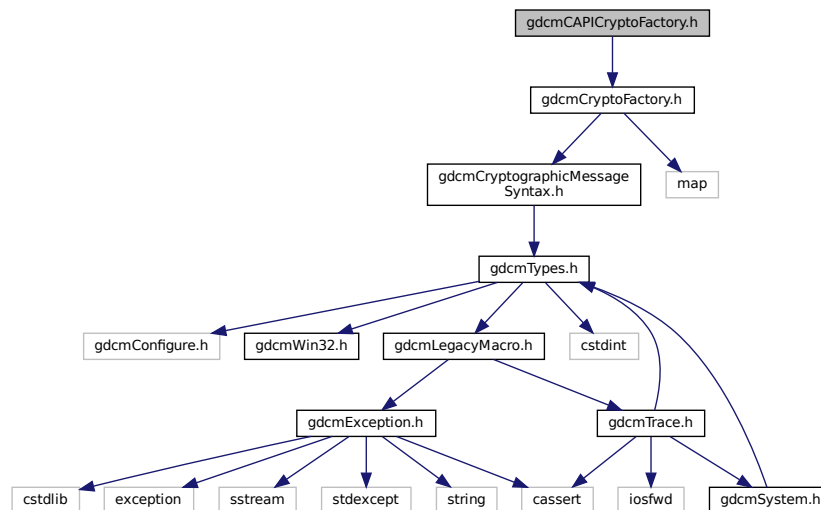 gdcmCAPICryptoFactory.h
gdcmCryptoFactory.h
gdcmCryptographicMessage
Syntax.h
map
gdcmTypes.h
gdcmConfigure.h
gdcmWin32.h
gdcmLegacyMacro.h
cstdint
gdcmException.h
gdcmTrace.h
cstdlib
exception
sstream
stdexcept
string
cassert
iosfwd
gdcmSystem.h